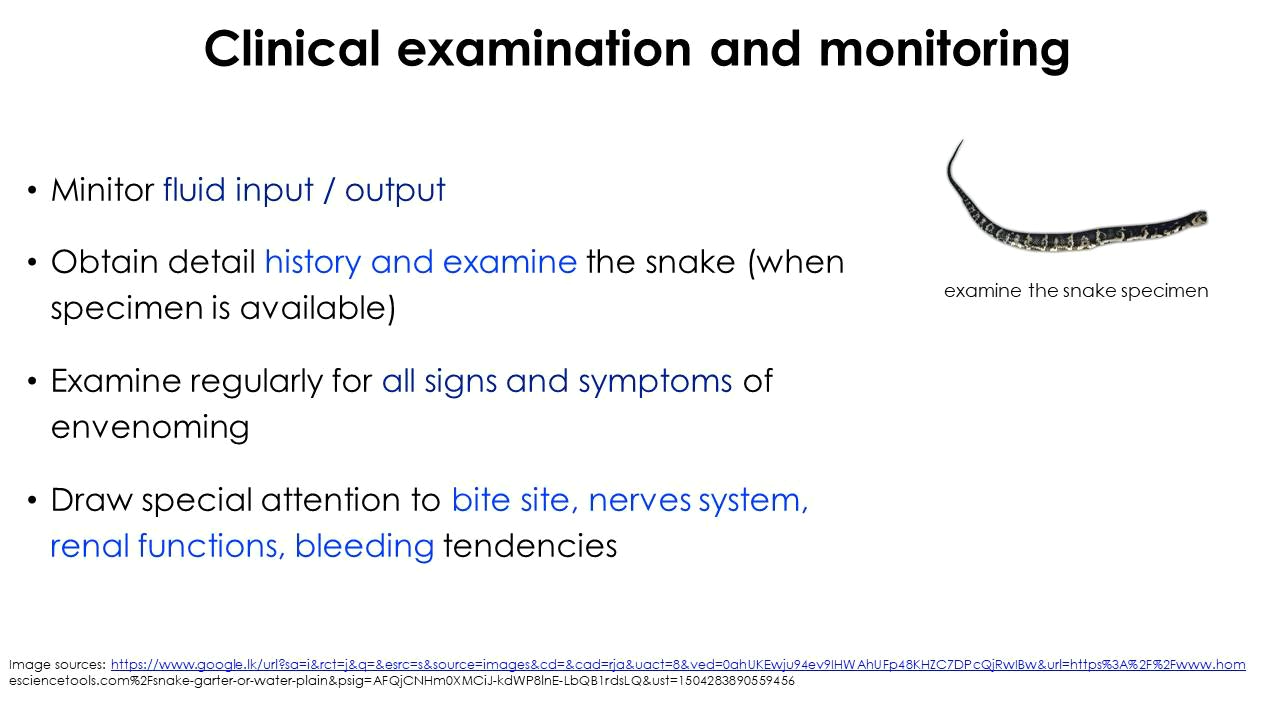 Clinical examination and monitoring
• Minitor fluid input / output
• Obtain detail history and examine the snake (when
specimen is available)
examine the snake specimen
• Examine regularly for all signs and symptoms of
envenoming
• Draw special attention to bite site, nerves system,
renal functions, bleeding tendencies
Image sources: https://www.google.lk/url?sa=i&rct=j&q=&esrc=s&source=images&cd=&cad=rja&uact=8&ved=0ahUKEwju94ev9IHWAhUFp48KHZC7DPcQjRwIBw&url=https%3A%2F%2Fwww.hom
esciencetools.com%2Fsnake-garter-or-water-plain&psig=AFQjCNHm0XMCiJ-kdWP8lnE-LbQB1rdsLQ&ust=1504283890559456